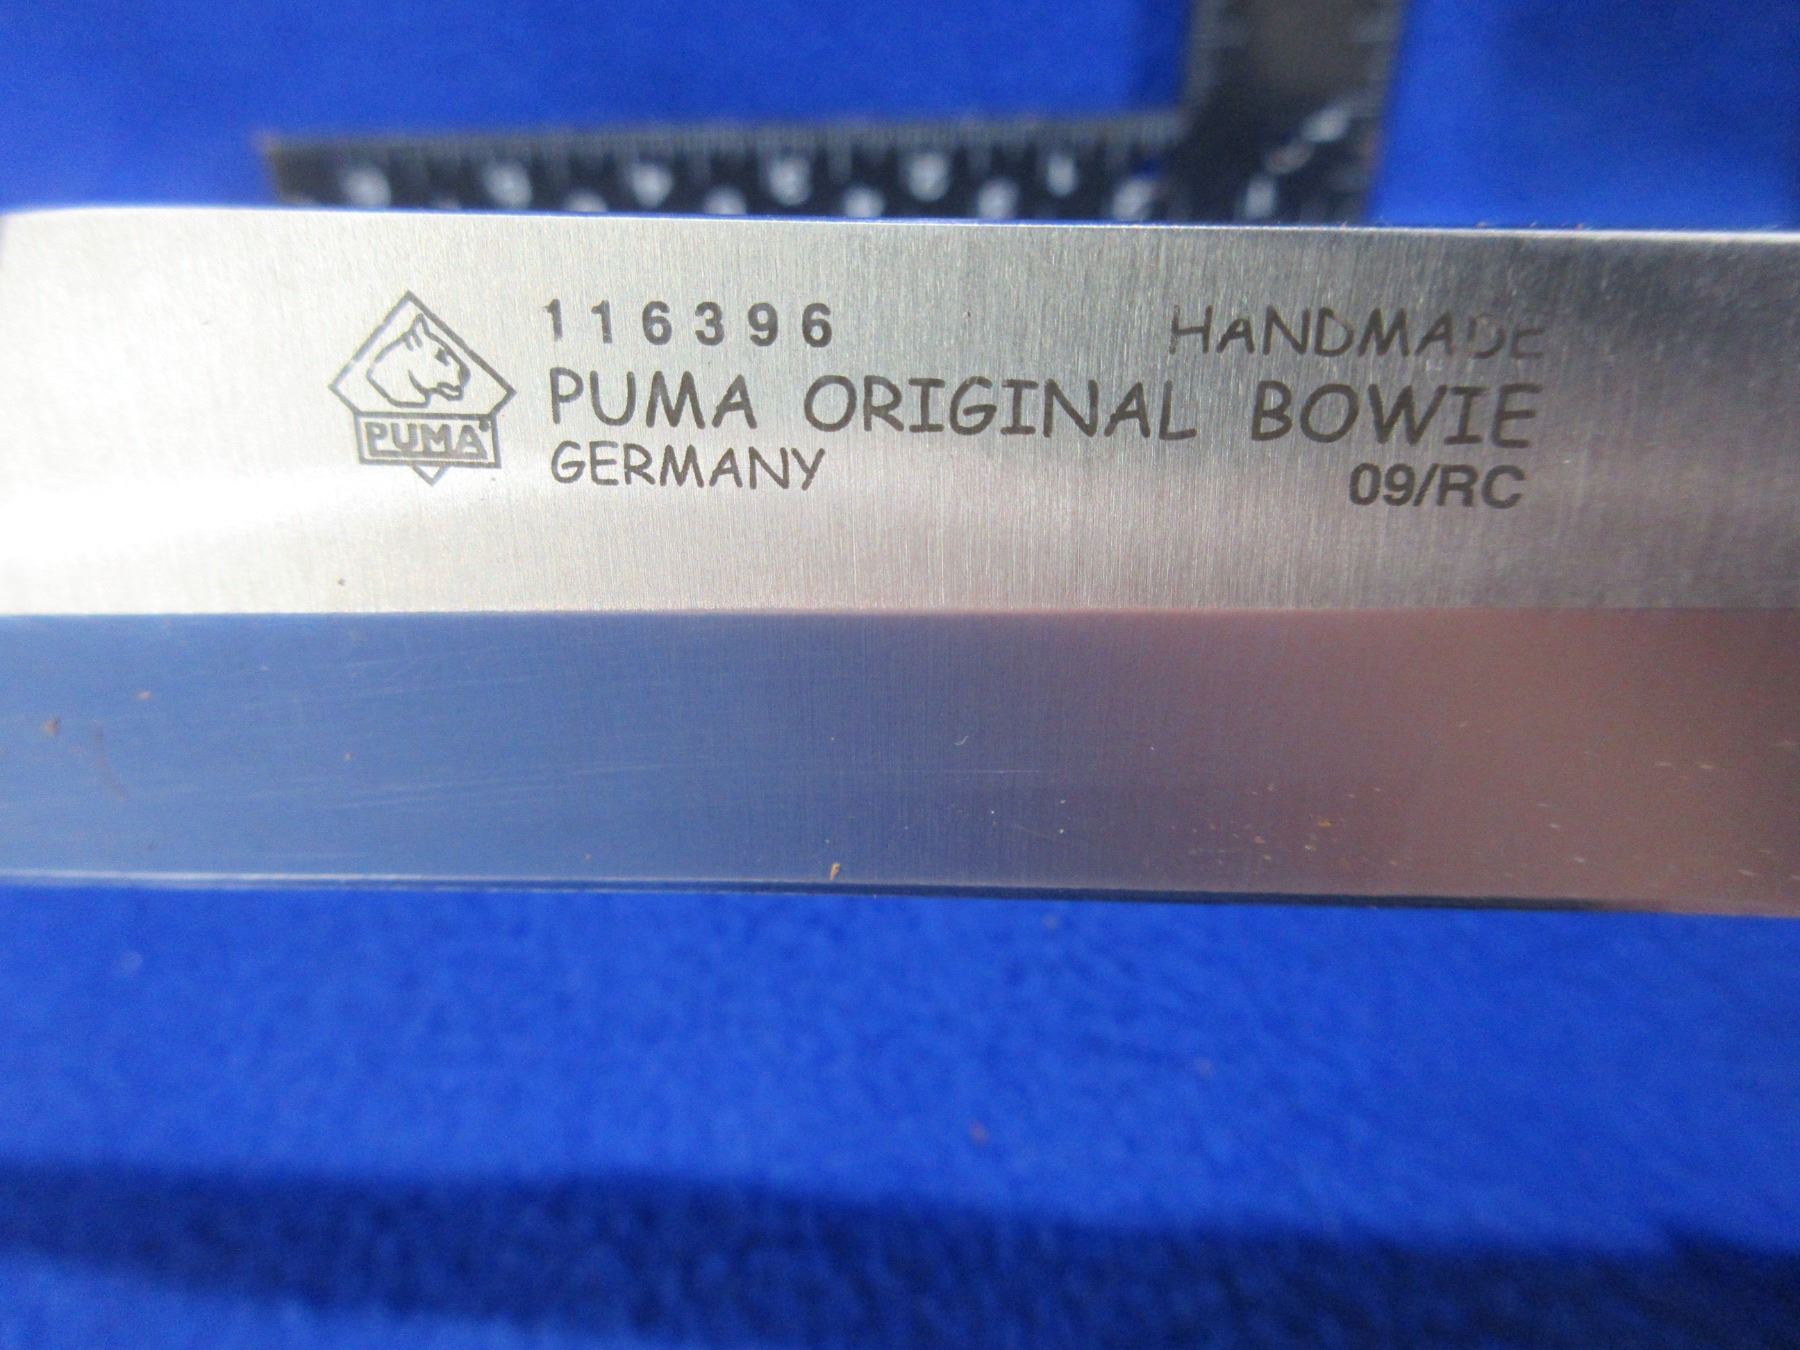 116396
HANDMADE
PUMA ORIGINAL BOWIE
GERMANY
09/RC
PUMA